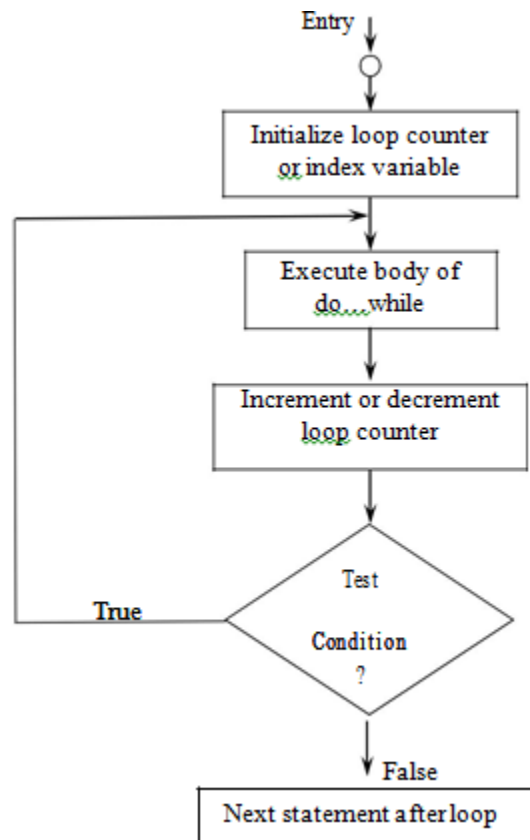 Entry
Initialize loop counter
or index variable
Execute body of
do...while
Increment or decrement
loop counter
Test
Condition
?
True
False
Next statement after loop